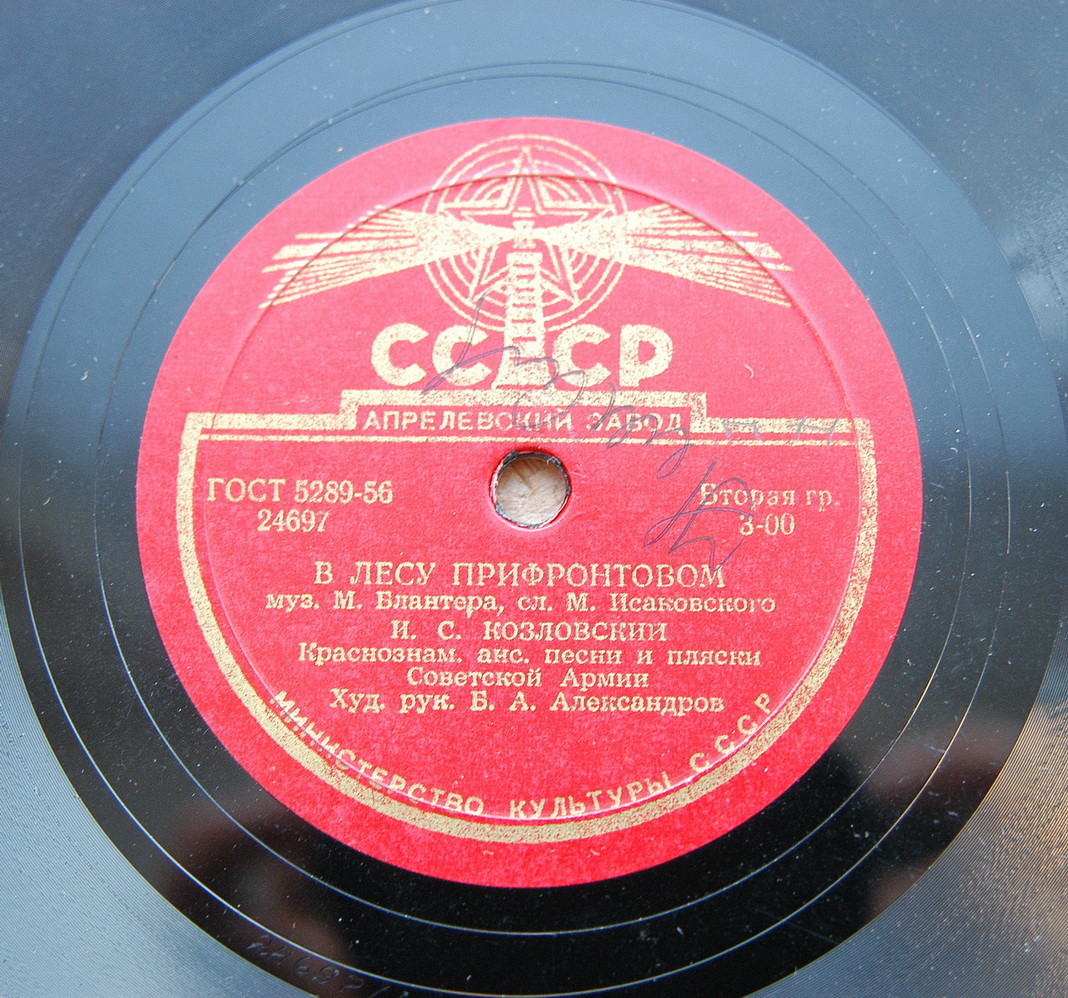 СССР
АПРЕЛЕВСКИЙ ЗАВОД
ГОСТ 5289-56
24697
Вторая гр.
3-00
В ЛЕСУ ПРИФРОНТОВОМ
муз. М. Блантера, сл. М. Исаковского
И. С. КОЗЛОВСКИЙ
Краснознам. анс. песни и пляски
Советской Армии
Худ. рук. Б. А. Александров
МИНИСТЕРСТВО КУЛЬТУРЫ СССР